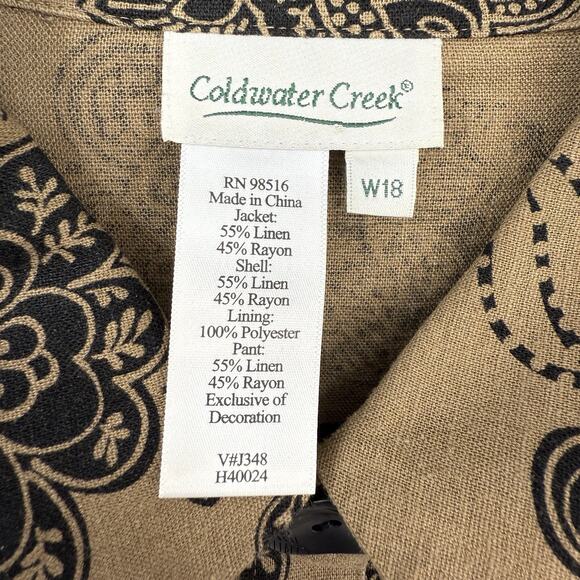 Coldwater Creek®
W18
RN 98516
Made in China
Jacket:
55% Linen
45% Rayon
Shell:
55% Linen
45% Rayon
Lining:
100% Polyester
Pant:
55% Linen
45% Rayon
Exclusive of
Decoration
V#J348
H40024